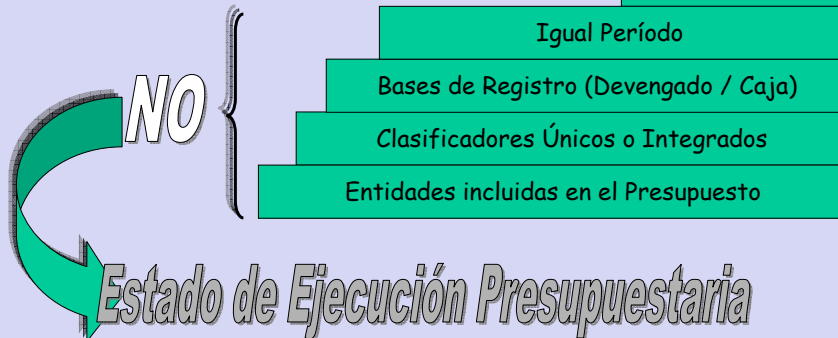 Igual Período
NO
Bases de Registro (Devengado / Caja)
Clasificadores Únicos o Integrados
Entidades incluidas en el Presupuesto
Estado de Ejecución Presupuestaria